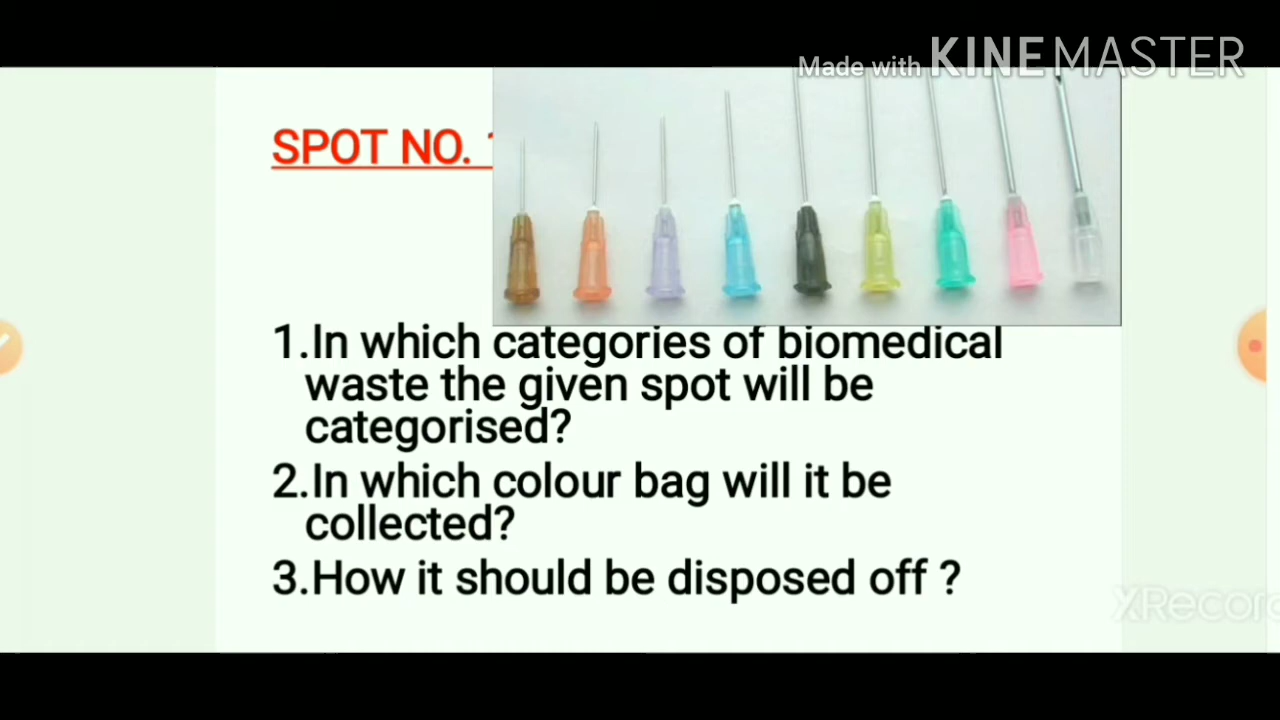 Made with KINEMASTER
SPOT NO.
1.In which categories of biomedical
waste the given spot will be
categorised?
2.In which colour bag will it be
collected?
3.How it should be disposed off ?
XRecor